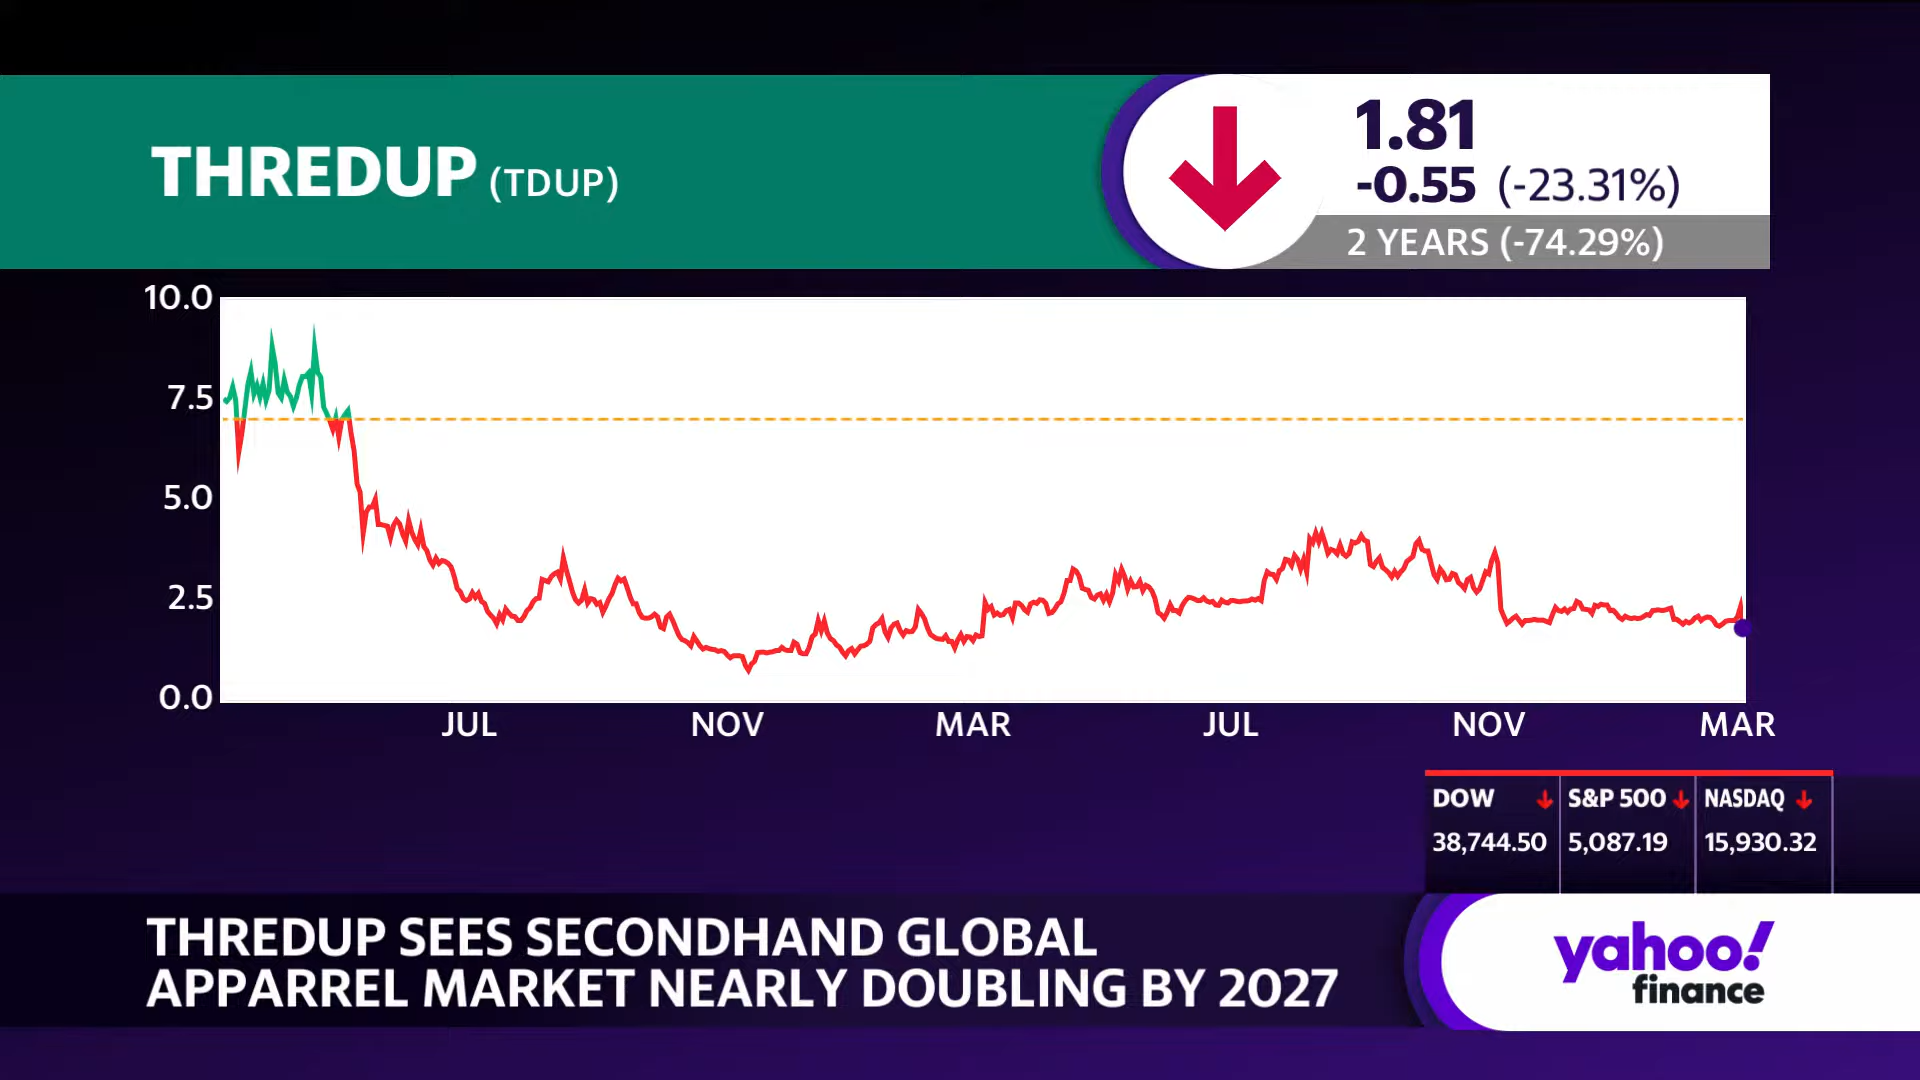 THREDUP (TDUP)
1.81
-0.55 (-23.31%)
2 YEARS (-74.29%)
10.0
7.5
5.0
2.5
0.0
JUL NOV MAR JUL NOV MAR
DOW S&P 500 NASDAQ
38,744.50 5,087.19 15,930.32
THREDUP SEES SECONDHAND GLOBAL
APPARREL MARKET NEARLY DOUBLING BY 2027
yahoo!
finance